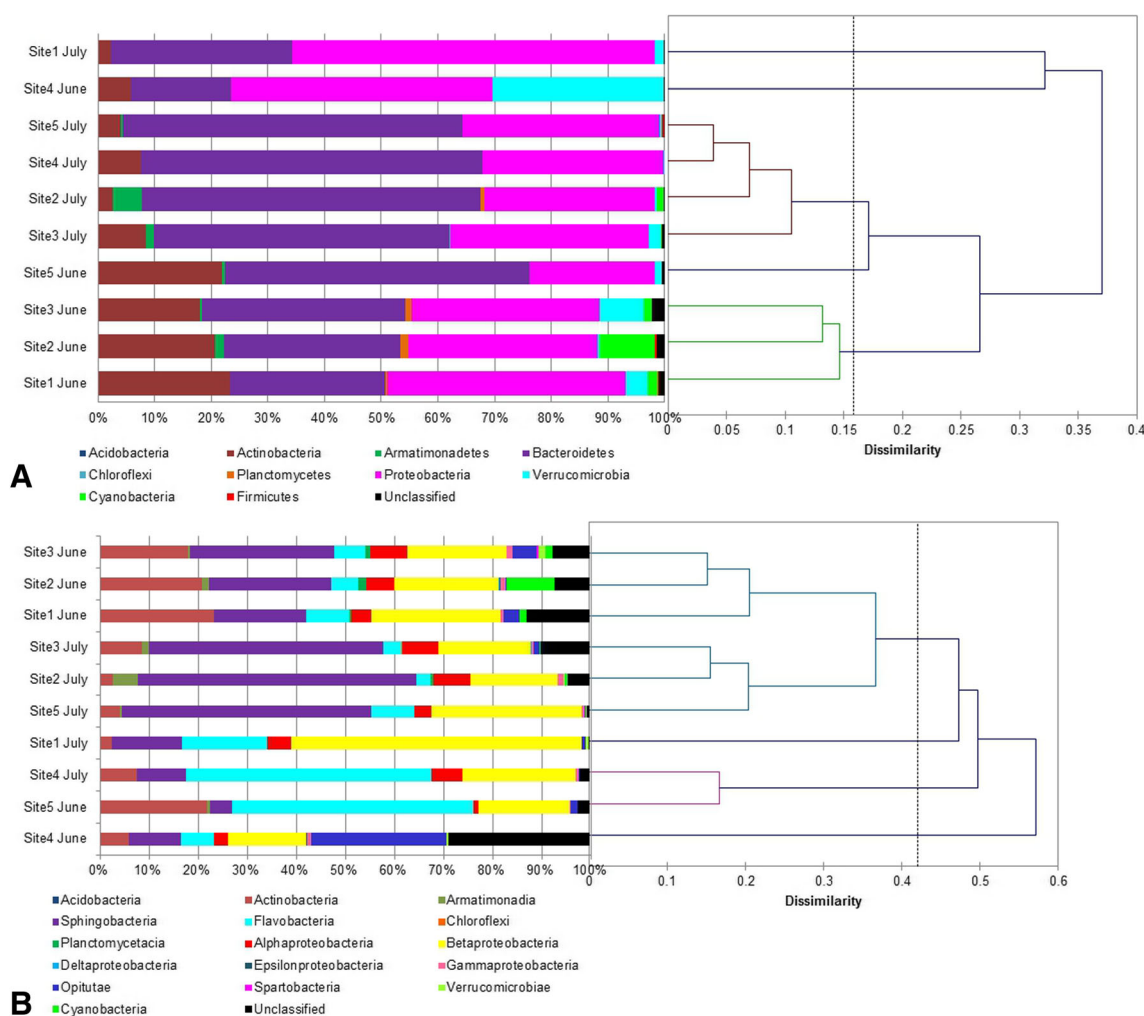 Site1 July
Site4 June
Site5 July
Site4 July
Site2 July
Site3 July
Site5 June
Site3 June
Site2 June
Site1 June
0% 10% 20% 30% 40% 50% 60% 70% 80% 90% 100% 0 0.05 0.1 0.15 0.2 0.25 0.3 0.35 0.4
Dissimilarity
Acidobacteria Actinobacteria Armatimonadetes Bacteroidetes
Chloroflexi Planctomycetes Proteobacteria Verrucomicrobia
Cyanobacteria Firmicutes Unclassified
A
Site3 June
Site2 June
Site1 June
Site3 July
Site2 July
Site5 July
Site1 July
Site4 July
Site5 June
Site4 June
0% 10% 20% 30% 40% 50% 60% 70% 80% 90% 100% 0 0.1 0.2 0.3 0.4 0.5 0.6
Dissimilarity
Acidobacteria Actinobacteria Armatimonadia
Sphingobacteria Flavobacteria Chloroflexi
Planctomycetacia Alphaproteobacteria Betaproteobacteria
Deltaproteobacteria Epsilonproteobacteria Gammaproteobacteria
Opitutae Spartobacteria Verrucomicrobiae
Cyanobacteria Unclassified
B